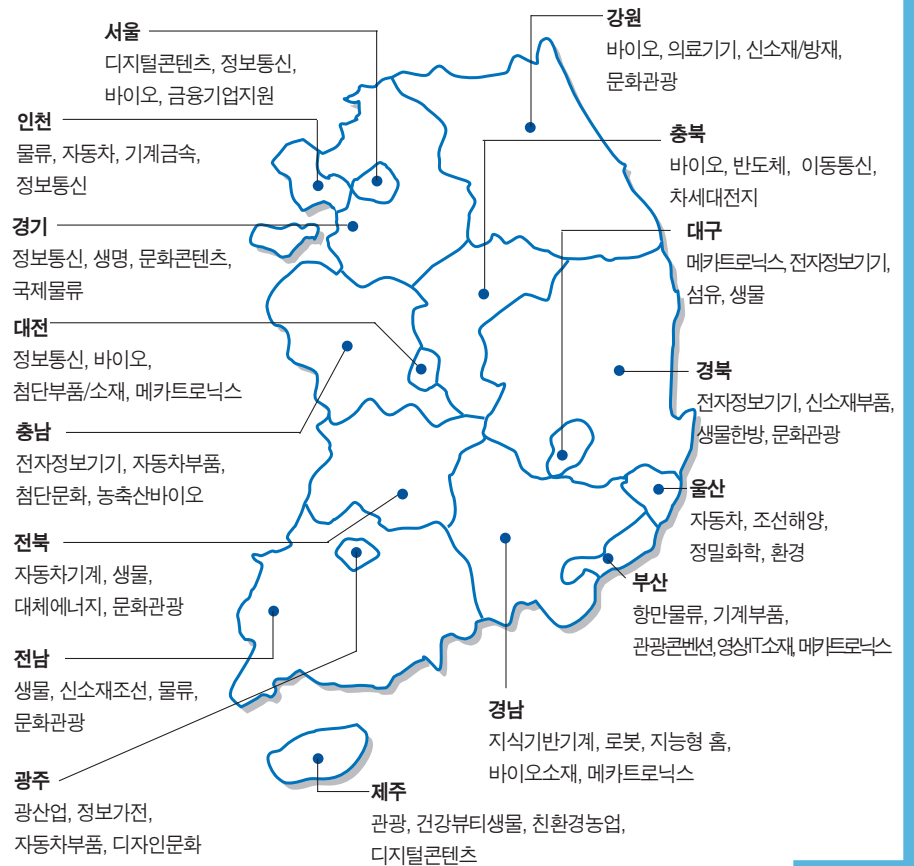 서울
디지털콘텐츠, 정보통신,
바이오, 금융기업지원
인천
물류, 자동차, 기계금속,
정보통신
경기
정보통신, 생명, 문화콘텐츠,
국제물류
대전
정보통신, 바이오,
첨단부품/소재, 메카트로닉스
충남
전자정보기기, 자동차부품,
첨단문화, 농축산바이오
전북
자동차기계, 생물,
대체에너지, 문화관광
전남
생물, 신소재조선, 물류,
문화관광
광주
광산업, 정보가전,
자동차부품, 디자인문화
강원
바이오, 의료기기, 신소재/방재,
문화관광
충북
바이오, 반도체, 이동통신,
차세대전지
대구
메카트로닉스, 전자정보기기,
섬유, 생물
경북
전자정보기기, 신소재부품,
생물한방, 문화관광
울산
자동차, 조선해양,
정밀화학, 환경
부산
항만물류, 기계부품,
관광콘벤션, 영상IT소재, 메카트로닉스
경남
지식기반기계, 로봇, 지능형 홈,
바이오소재, 메카트로닉스
제주
관광, 건강뷰티생물, 친환경농업,
디지털콘텐츠